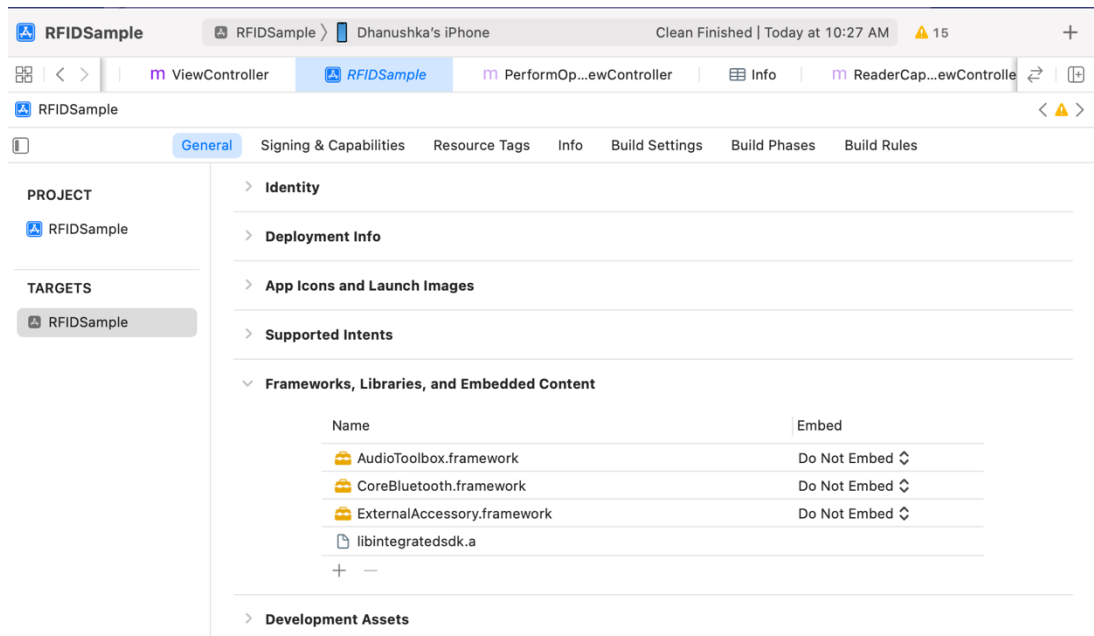 RFIDSample RFIDSample 〉 Dhanushka's iPhone Clean Finished | Today at 10:27 AM 15
ViewController RFIDSample PerformOp...ewController Info ReaderCap...ewControlle
RFIDSample
General Signing & Capabilities Resource Tags Info Build Settings Build Phases Build Rules
PROJECT
RFIDSample
TARGETS
RFIDSample
Identity
Deployment Info
App Icons and Launch Images
Supported Intents
Frameworks, Libraries, and Embedded Content
Name Embed
AudioToolbox.framework Do Not Embed
CoreBluetooth.framework Do Not Embed
ExternalAccessory.framework Do Not Embed
libintegratedsdk.a
Development Assets